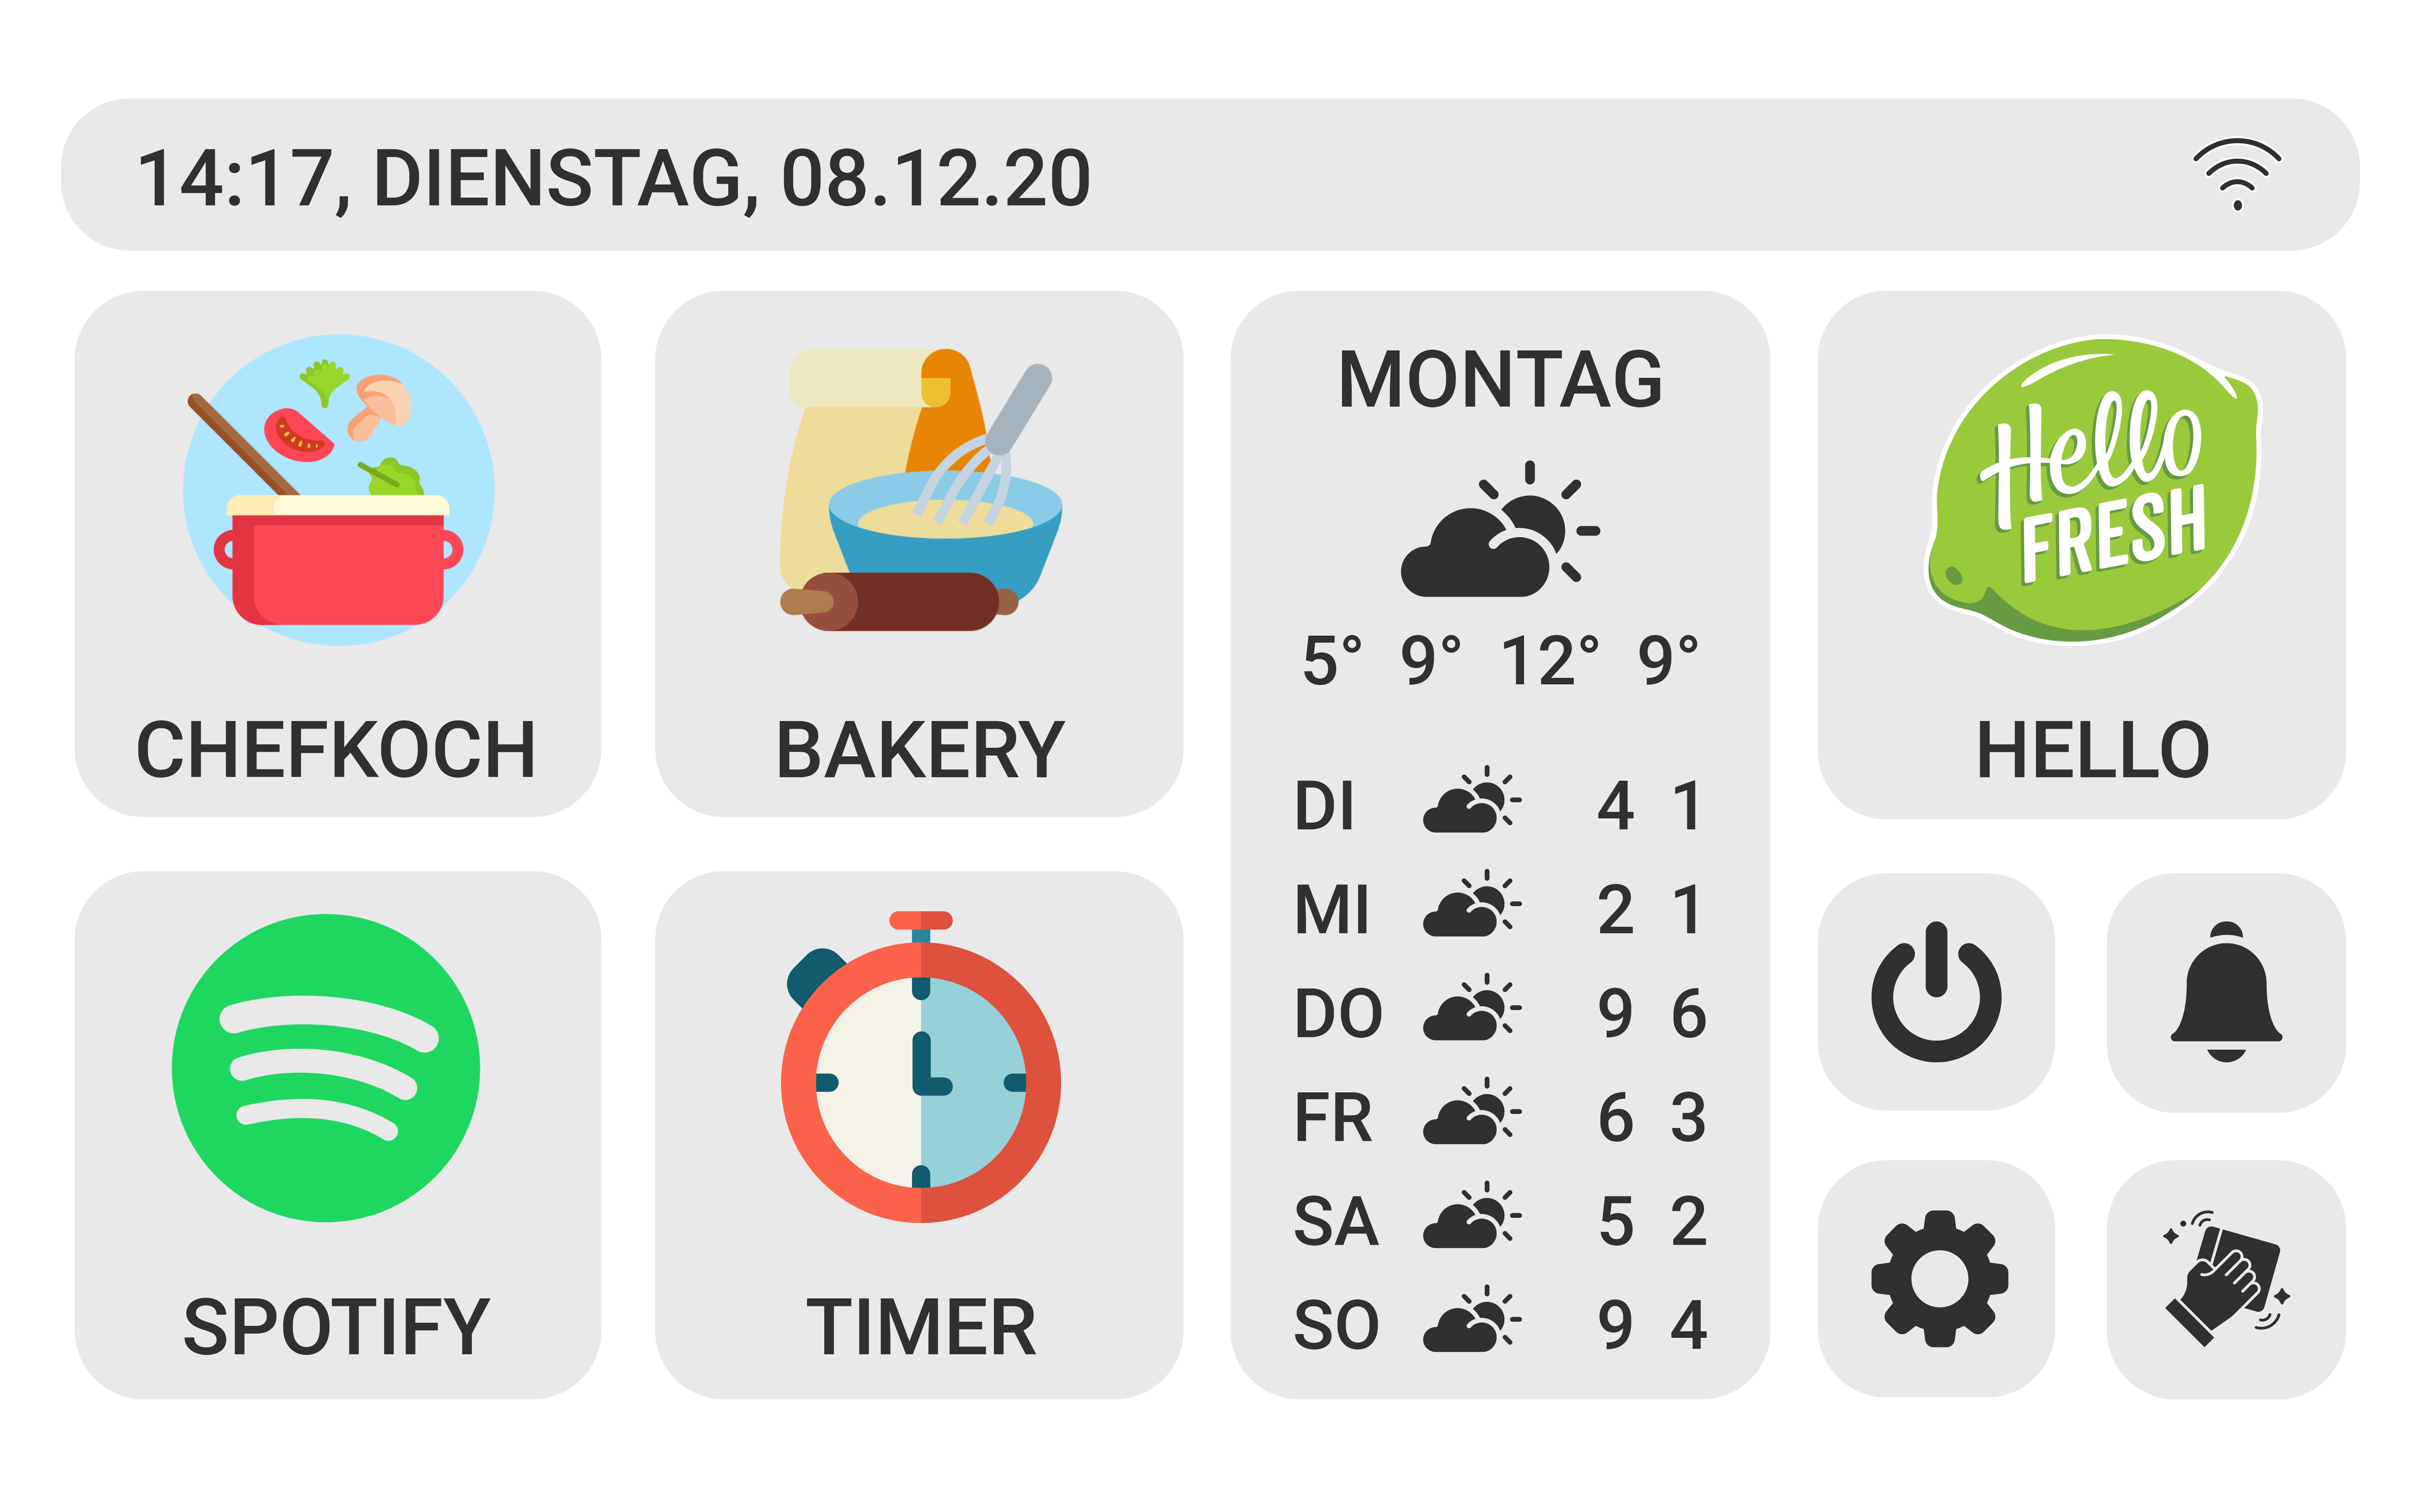 14:17, DIENSTAG, 08.12.20
CHEFKOCH
BAKERY
MONTAG
5° 9° 12° 9°
DI 4 1
MI 2 1
DO 9 6
FR 6 3
SA 5 2
SO 9 4
Hello
FRESH
HELLO
SPOTIFY
TIMER